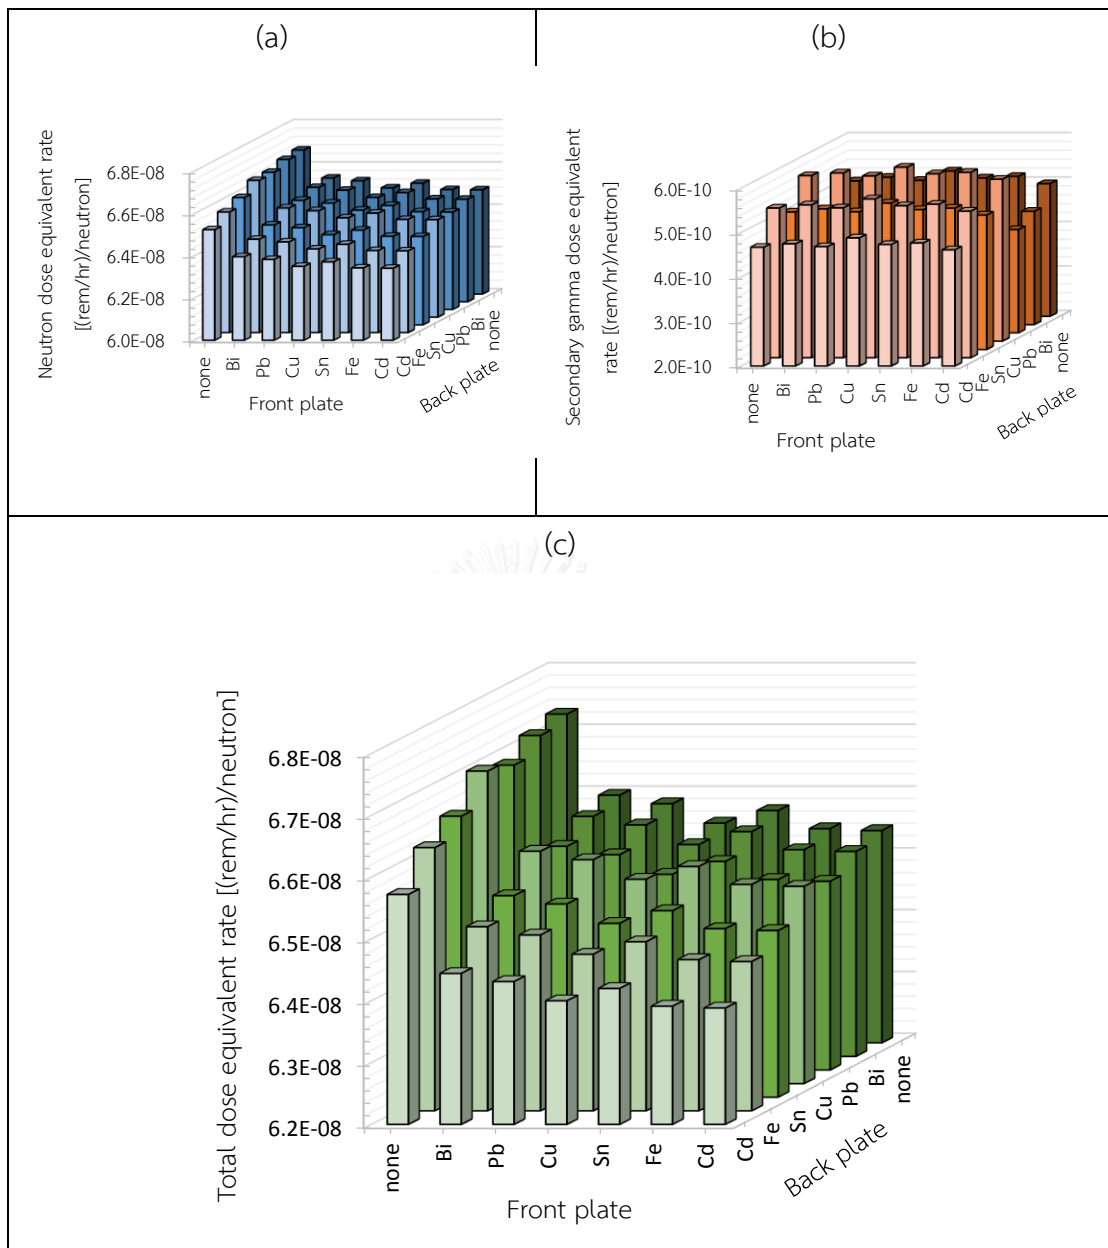 (a)
(b)
Neutron dose equivalent rate
[(rem/hr)/neutron]
6.8E-08
6.6E-08
6.4E-08
6.2E-08
6.0E-08
none
Bi
Pb
Cu
Sn
Fe
Cd
Front plate
Cd
Fe
Sn
Cu
Pb
Bi
none
Back plate
Secondary gamma dose equivalent
rate [(rem/hr)/neutron]
6.0E-10
5.0E-10
4.0E-10
3.0E-10
2.0E-10
none
Bi
Pb
Cu
Sn
Fe
Cd
Front plate
Cd
Fe
Sn
Cu
Pb
Bi
none
Back plate
(c)
Total dose equivalent rate [(rem/hr)/neutron]
6.8E-08
6.7E-08
6.6E-08
6.5E-08
6.4E-08
6.3E-08
6.2E-08
none
Bi
Pb
Cu
Sn
Fe
Cd
Front plate
Cd
Fe
Sn
Cu
Pb
Bi
none
Back plate